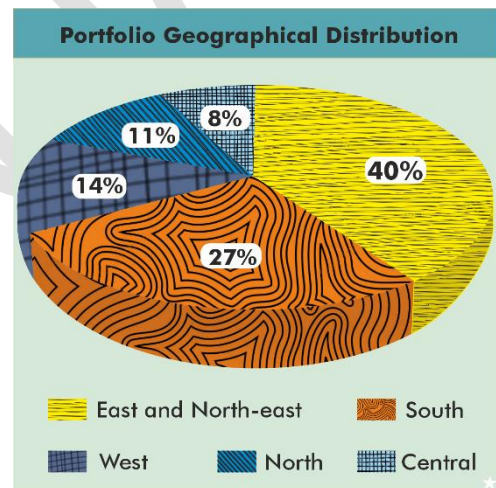 Portfolio Geographical Distribution
8%
11%
40%
14%
27%
East and North-east South
West North Central